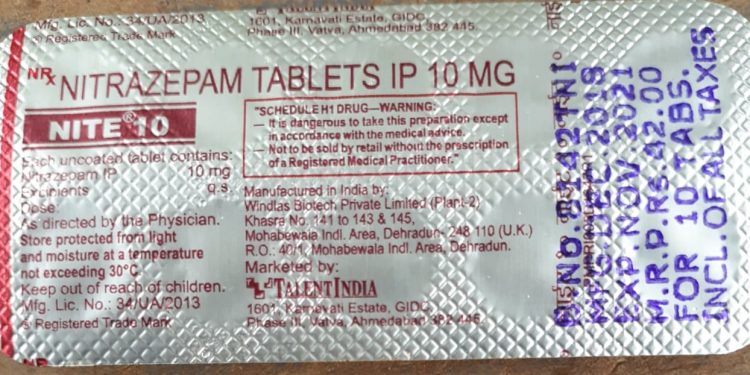 Mfg. Lic. No.: 34/UA/2013
® Registered Trade Mark
TALENTINDIA
1601, Karnavati Estate, GIDC,
Phase III, Vatva, Ahmedabad 382 445.
NRx NITRAZEPAM TABLETS IP 10 MG
NITE® 10
Each uncoated tablet contains:
Nitrazepam IP 10 mg
Excipients q.s.
Dose:
As directed by the Physician.
Store protected from light
and moisture at a temperature
not exceeding 30°C.
Keep out of reach of children.
Mfg. Lic. No.: 34/UA/2013
® Registered Trade Mark
"SCHEDULE H1 DRUG—WARNING:
— It is dangerous to take this preparation except
in accordance with the medical advice.
— Not to be sold by retail without the prescription
of a Registered Medical Practitioner."
Manufactured in India by:
Windlas Biotech Private Limited (Plant-2)
Khasra No. 141 to 143 & 145,
Mohabewala Indl. Area, Dehradun- 248 110 (U.K.)
R.O.: 40/1, Mohabewala Indl. Area, Dehradun.
Marketed by:
TALENTINDIA
1601, Karnavati Estate, GIDC,
Phase III, Vatva, Ahmedabad 382 445.
MFG. DEC. 2019
EXP. NOV. 2021
M.R.P. Rs. 42.00
FOR 10 TABS.
INCL. OF ALL TAXES
NR